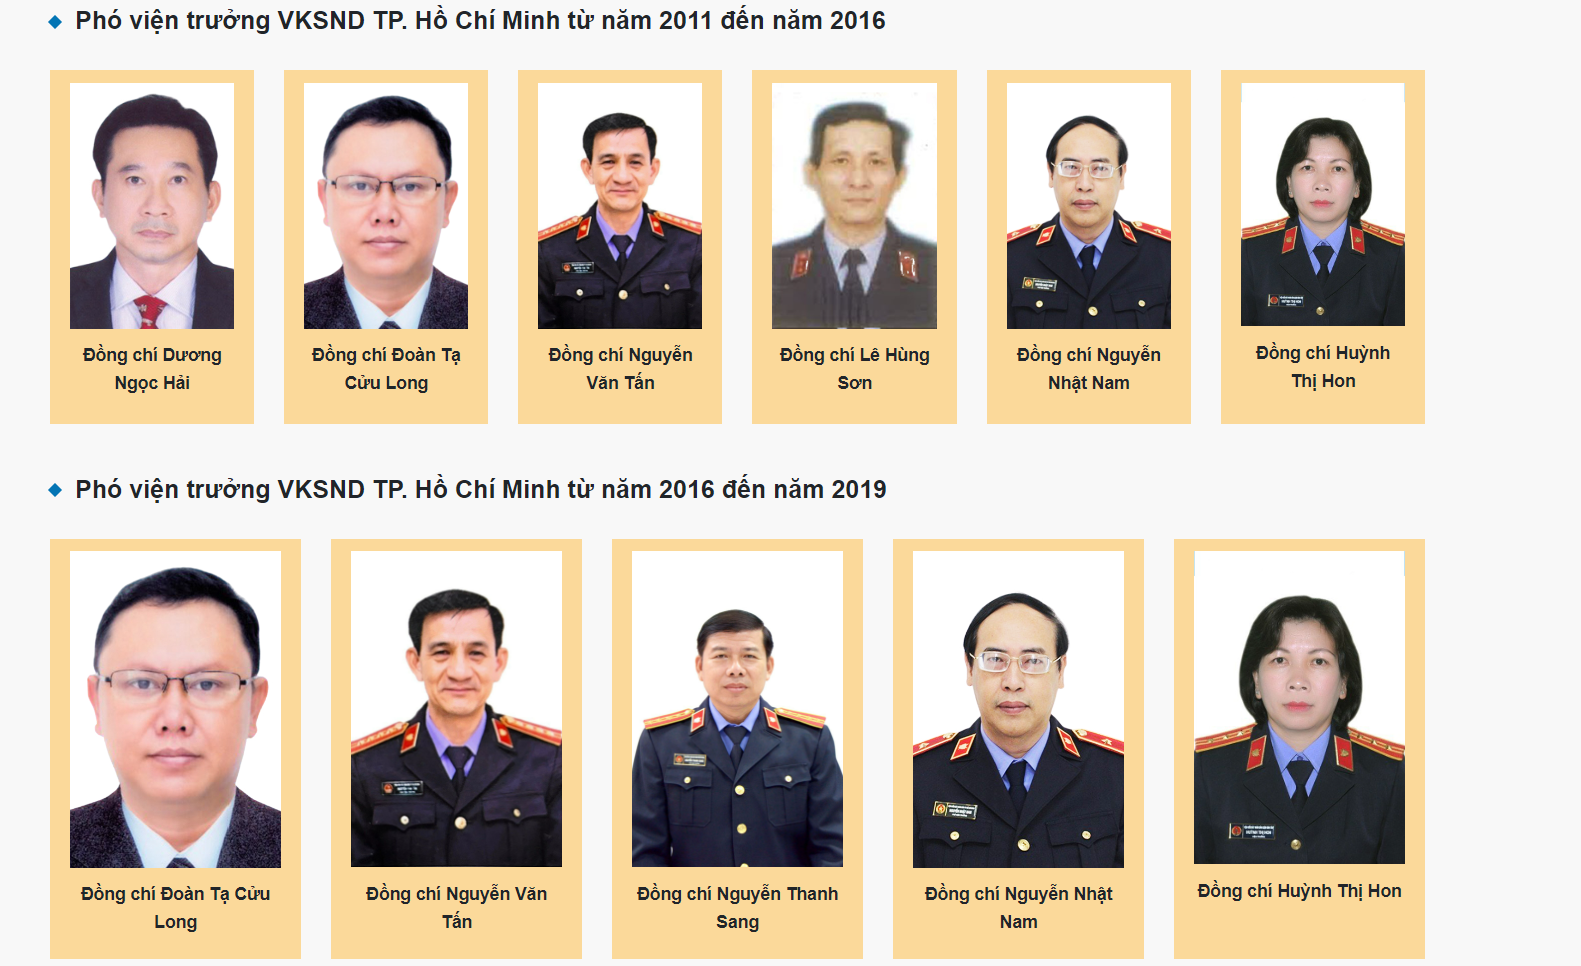 Phó viện trưởng VKSND TP. Hồ Chí Minh từ năm 2011 đến năm 2016
Đồng chí Dương
Ngọc Hải
Đồng chí Đoàn Tạ
Cửu Long
Đồng chí Nguyễn
Văn Tấn
Đồng chí Lê Hùng
Sơn
Đồng chí Nguyễn
Nhật Nam
Đồng chí Huỳnh
Thị Hon
Phó viện trưởng VKSND TP. Hồ Chí Minh từ năm 2016 đến năm 2019
Đồng chí Đoàn Tạ Cửu
Long
Đồng chí Nguyễn Văn
Tấn
Đồng chí Nguyễn Thanh
Sang
Đồng chí Nguyễn Nhật
Nam
HUỲNH THỊ HON
Đồng chí Huỳnh Thị Hon